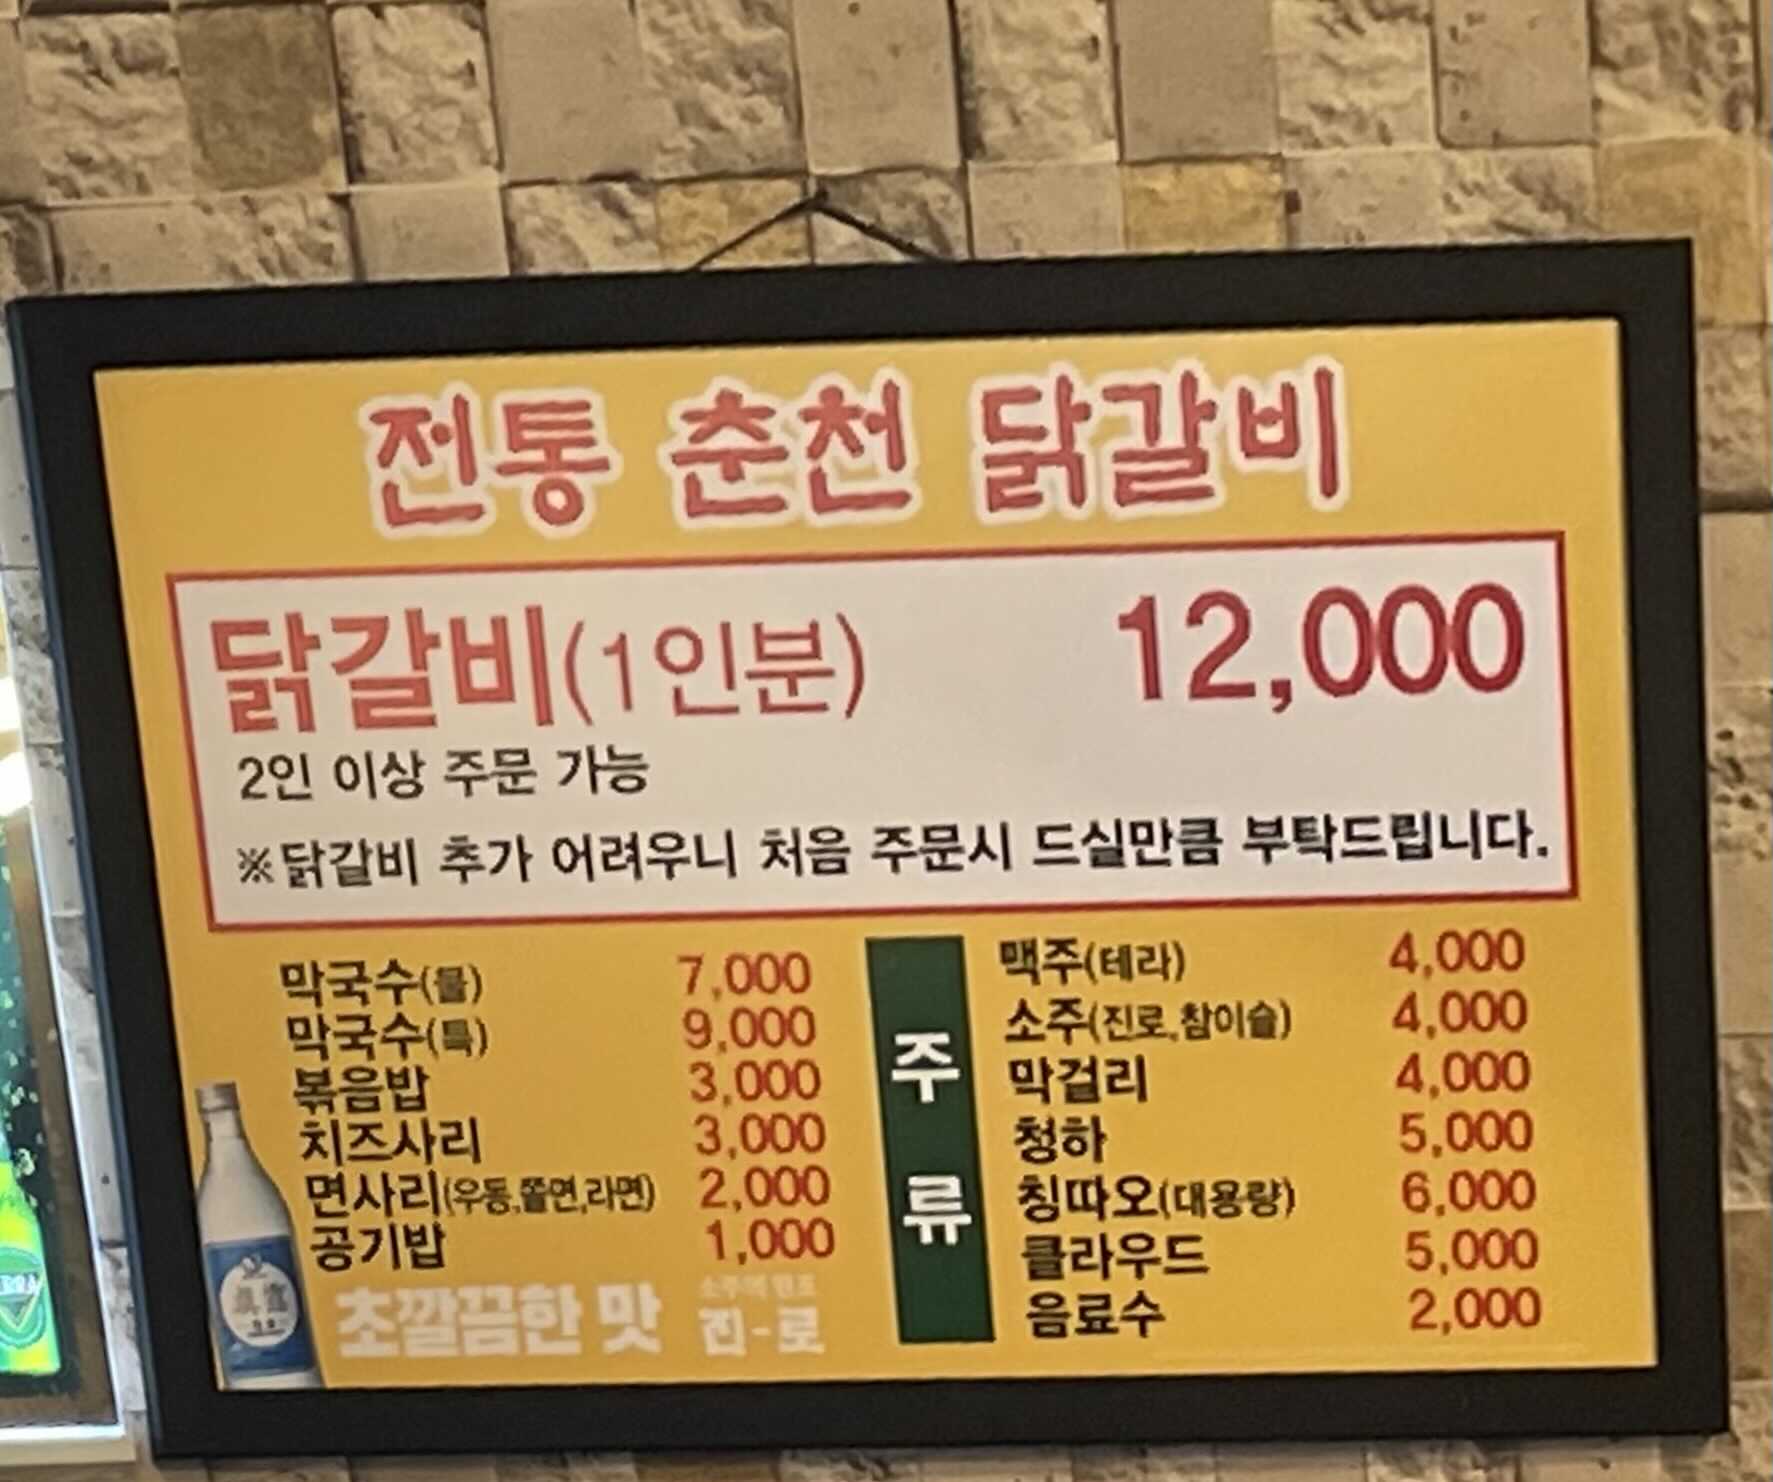 전통 춘천 닭갈비
닭갈비(1인분) 12,000
2인 이상 주문 가능
※닭갈비 추가 어려우니 처음 주문시 드실만큼 부탁드립니다.
막국수(물) 7,000
막국수(특) 9,000
볶음밥 3,000
치즈사리 3,000
면사리(우동,쫄면,라면) 2,000
공기밥 1,000
초깔끔한 맛
소주의 원조
진-로
주류
맥주(테라) 4,000
소주(진로,참이슬) 4,000
막걸리 4,000
청하 5,000
칭따오(대용량) 6,000
클라우드 5,000
음료수 2,000